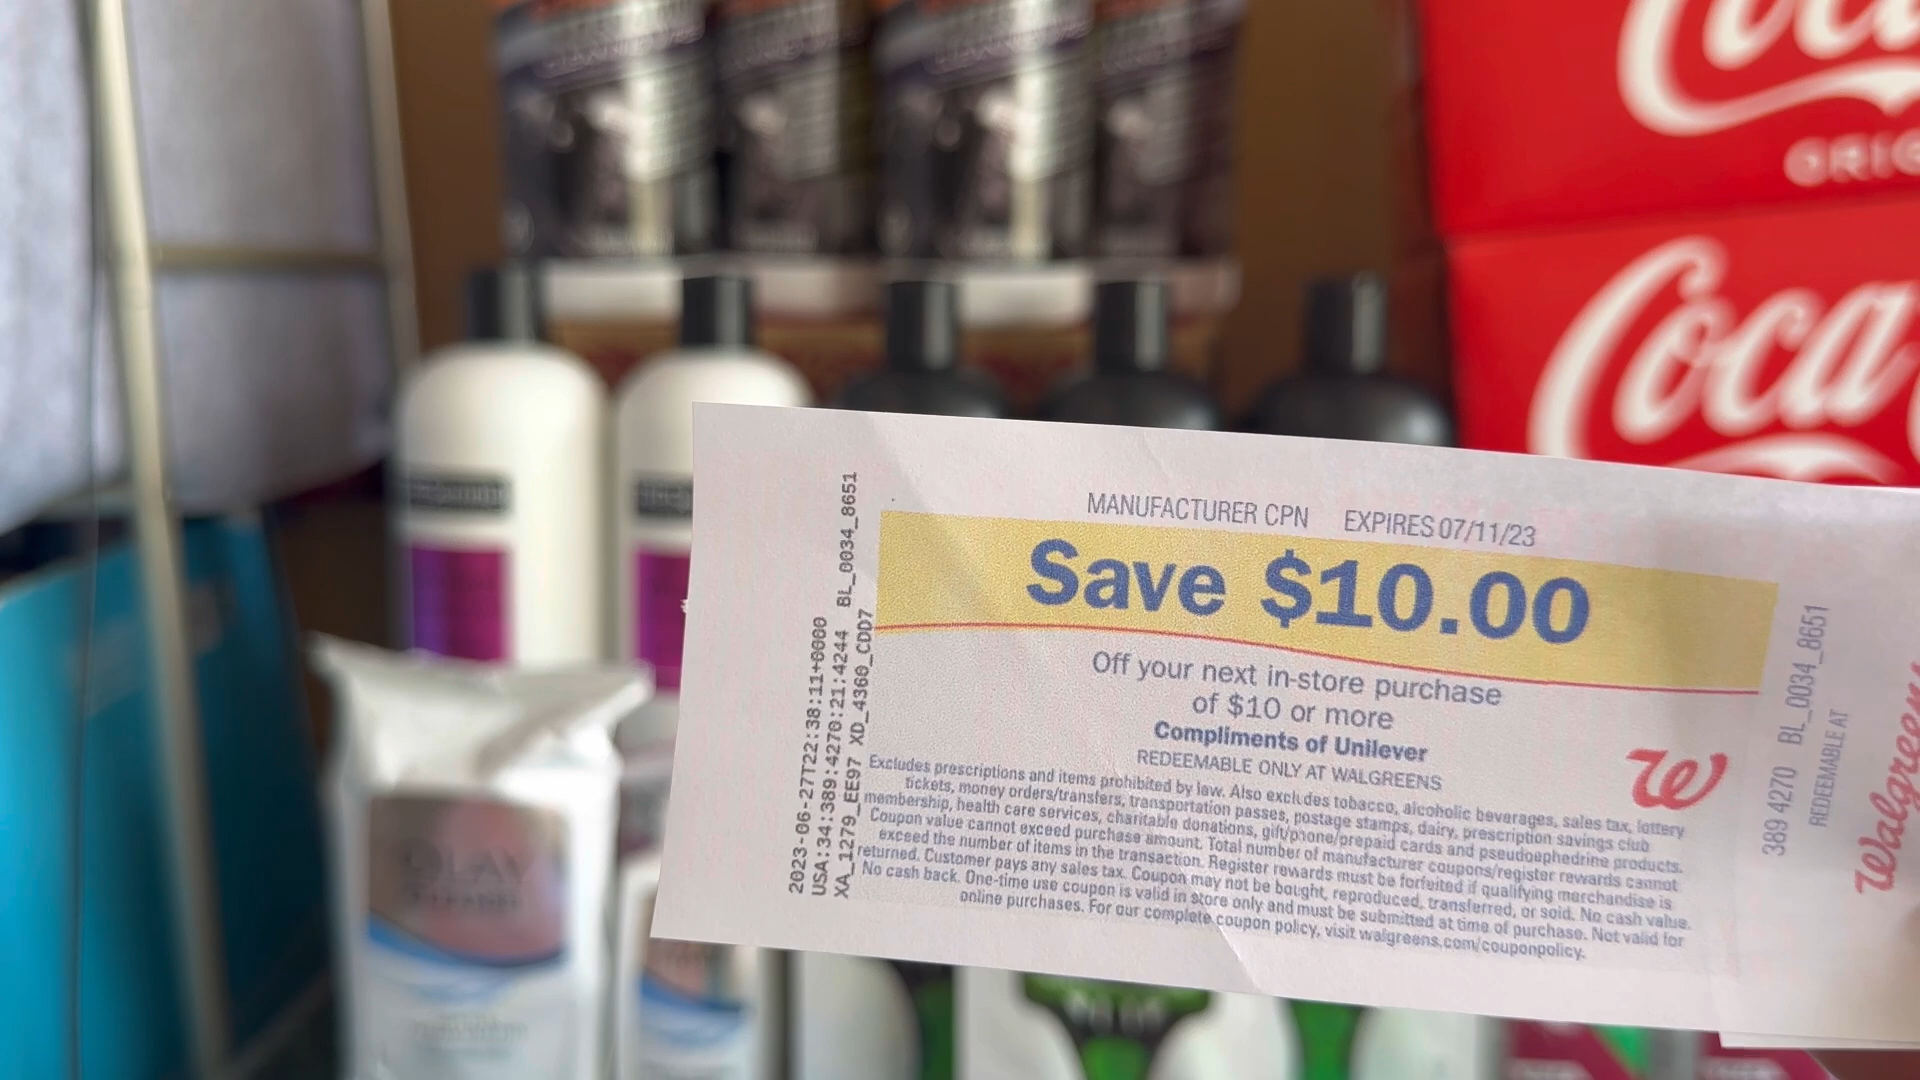 Coca
ORIG
Coca
OLAY
MANUFACTURER CPN EXPIRES 07/11/23
Save $10.00
Off your next in-store purchase
of $10 or more
Compliments of Unilever
REDEEMABLE ONLY AT WALGREENS
Excludes prescriptions and items prohibited by law. Also excludes tobacco, alcoholic beverages, sales tax, lottery
tickets, money orders/transfers, transportation passes, postage stamps, dairy, prescription savings club
membership, health care services, charitable donations, gift/phone/prepaid cards and pseudoephedrine products.
Coupon value cannot exceed purchase amount. Total number of manufacturer coupons/register rewards cannot
exceed the number of items in the transaction. Register rewards must be forfeited if qualifying merchandise is
returned. Customer pays any sales tax. Coupon may not be bought, reproduced, transferred, or sold. No cash value.
No cash back. One-time use coupon is valid in store only and must be submitted at time of purchase. Not valid for
online purchases. For our complete coupon policy, visit walgreens.com/couponpolicy.
W
2023-06-27T22:38:11+0000
USA:34:389:4270:21:4244 BL_0034_8651
XA_1279_EE97 XD_4360_CDD7
389 4270 BL_0034_8651
REDEEMABLE AT
Walgreens